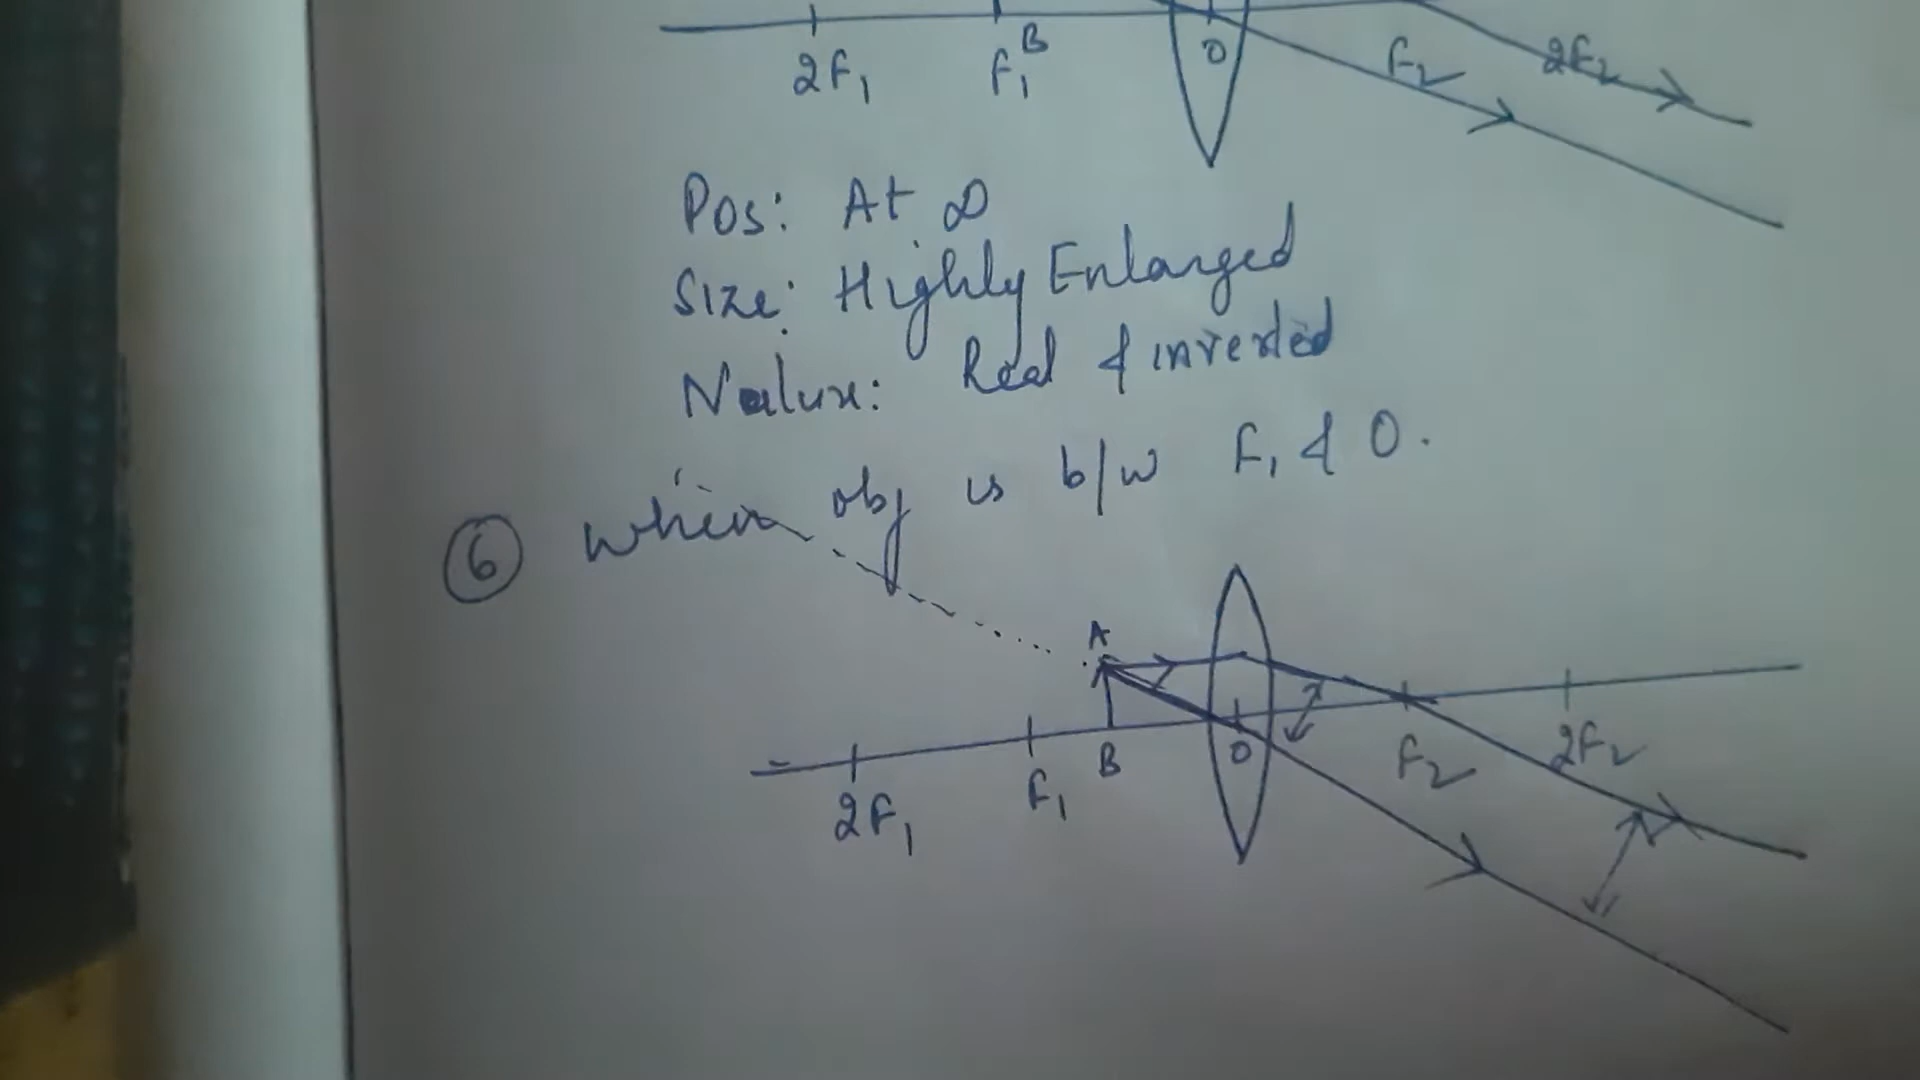 2F₁ F₁ B O F₂ 2F₂
Pos: At ∞
Size: Highly Enlarged
Nature: Real & inverted
⑥ When obj is b/w F₁ & O.
A
2F₁ F₁ B O F₂ 2F₂